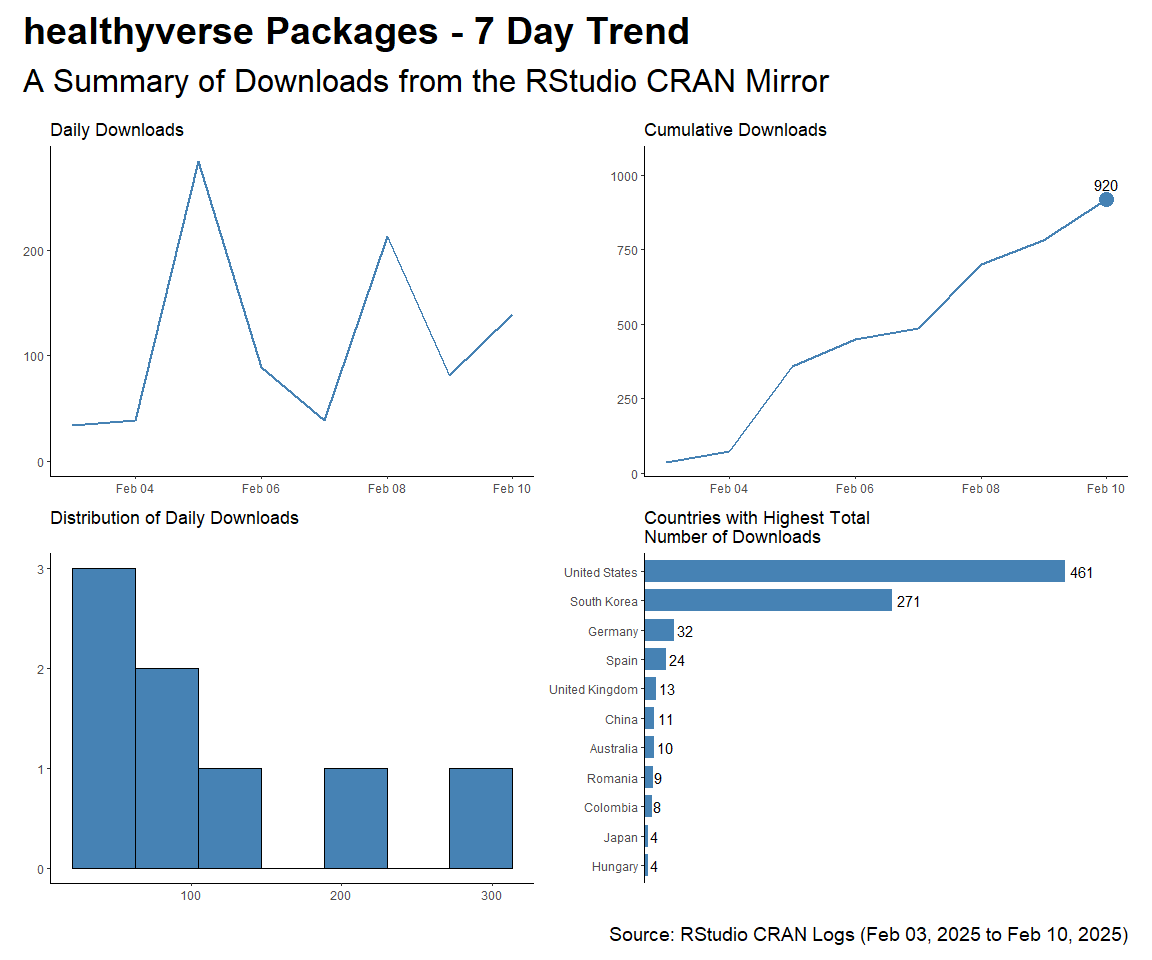 healthyverse Packages - 7 Day Trend
A Summary of Downloads from the RStudio CRAN Mirror
Daily Downloads
200
100
0
Feb 04
Feb 06
Feb 08
Feb 10
Cumulative Downloads
1000
750
500
250
0
920
Feb 04
Feb 06
Feb 08
Feb 10
Distribution of Daily Downloads
3
2
1
0
100
200
300
Countries with Highest Total
Number of Downloads
United States 461
South Korea 271
Germany 32
Spain 24
United Kingdom 13
China 11
Australia 10
Romania 9
Colombia 8
Japan 4
Hungary 4
Source: RStudio CRAN Logs (Feb 03, 2025 to Feb 10, 2025)